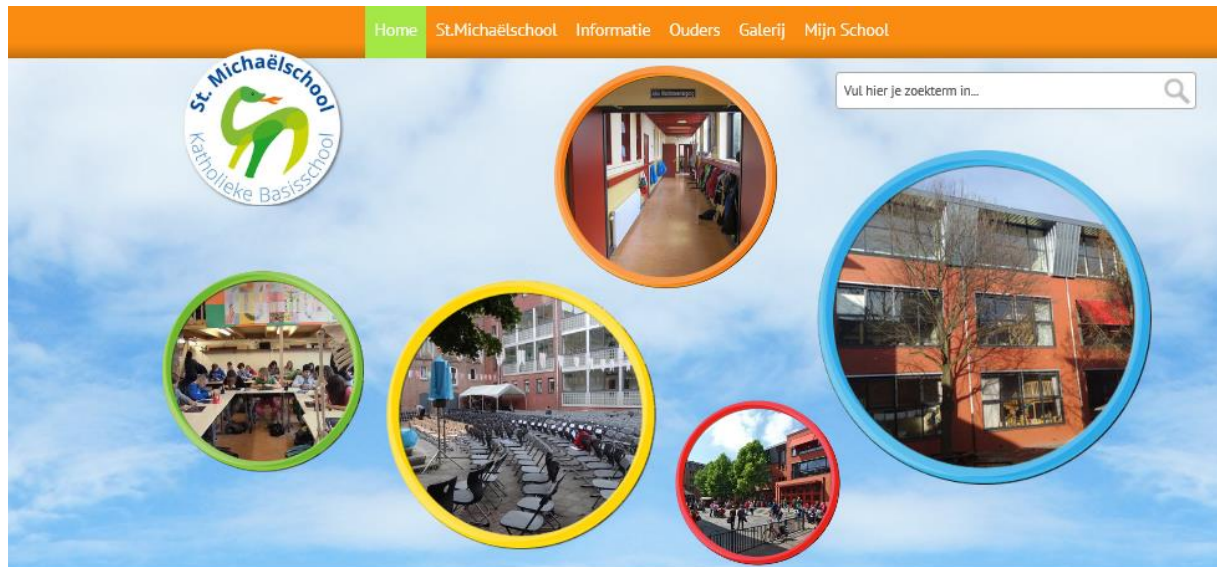 Home St.Michaëlschool Informatie Ouders Galerij Mijn School
St. Michaëlschool
Katholieke Basisschool
Vul hier je zoekterm in...